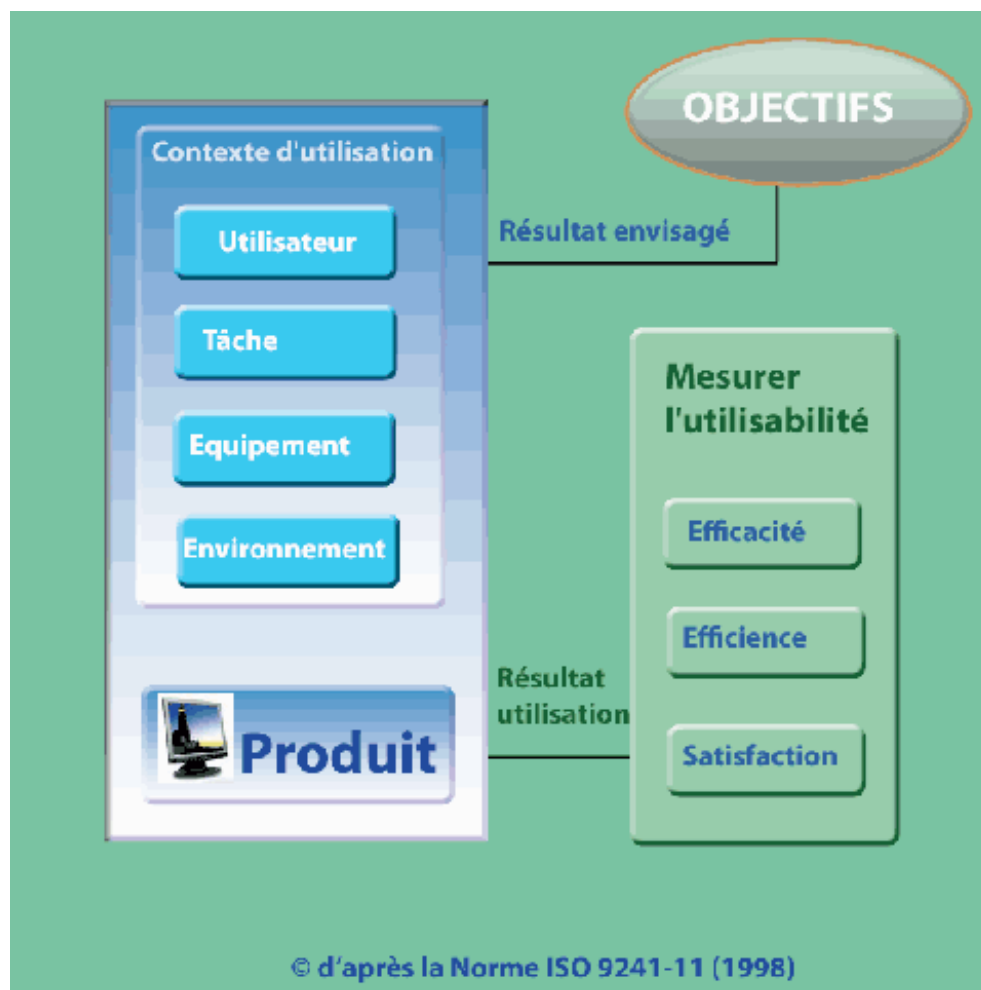 OBJECTIFS
Contexte d'utilisation
Utilisateur
Résultat envisagé
Tâche
Mesurer
l'utilisabilité
Equipement
Efficacité
Environnement
Efficience
Résultat
utilisation
Produit
Satisfaction
© d'après la Norme ISO 9241-11 (1998)